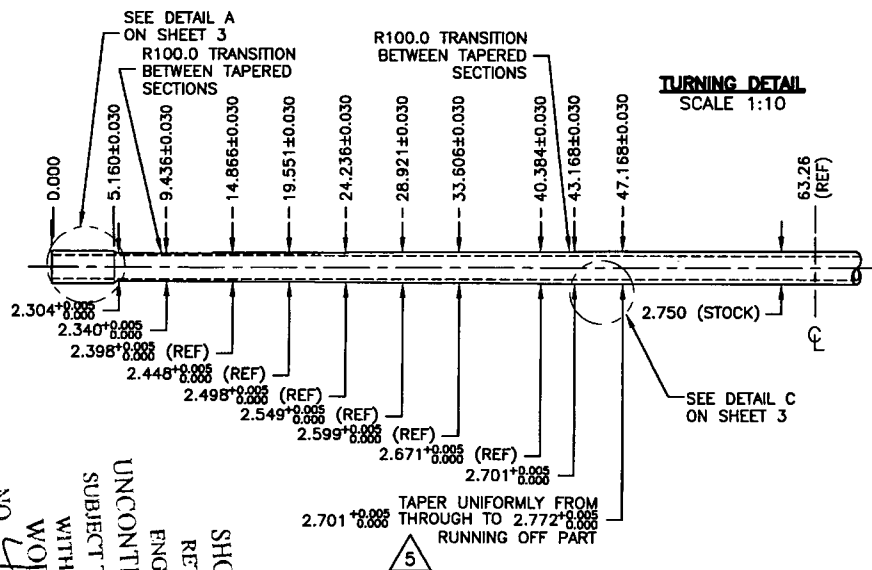 SEE DETAIL A
ON SHEET 3
R100.0 TRANSITION
BETWEEN TAPERED
SECTIONS
R100.0 TRANSITION
BETWEEN TAPERED
SECTIONS
TURNING DETAIL
SCALE 1:10
0.000
5.160±0.030
9.436±0.030
14.866±0.030
19.551±0.030
24.236±0.030
28.921±0.030
33.606±0.030
40.384±0.030
43.168±0.030
47.168±0.030
63.26
(REF)
2.304 +0.005 0.000
2.340 +0.005 0.000
2.398 +0.005 0.000 (REF)
2.448 +0.005 0.000 (REF)
2.498 +0.005 0.000 (REF)
2.549 +0.005 0.000 (REF)
2.599 +0.005 0.000 (REF)
2.671 +0.005 0.000 (REF)
2.701 +0.005 0.000
2.750 (STOCK)
℄
SEE DETAIL C
ON SHEET 3
TAPER UNIFORMLY FROM
2.701 +0.005 0.000 THROUGH TO 2.772 +0.005 0.000
RUNNING OFF PART
5
SHO
RE
ENG
UNCONTI
SUBJECT
WITH
WO
NO